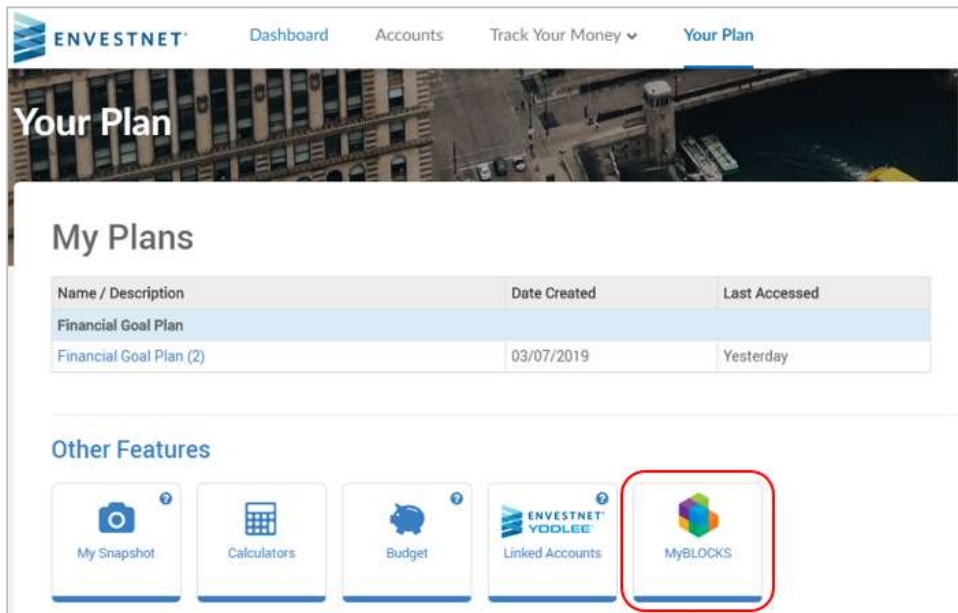 ENVESTNET Dashboard Accounts Track Your Money Your Plan
Your Plan
My Plans
Name / Description Date Created Last Accessed
Financial Goal Plan
Financial Goal Plan (2) 03/07/2019 Yesterday
Other Features
My Snapshot
Calculators
Budget
ENVESTNET
YODLEE
Linked Accounts
MyBLOCKS